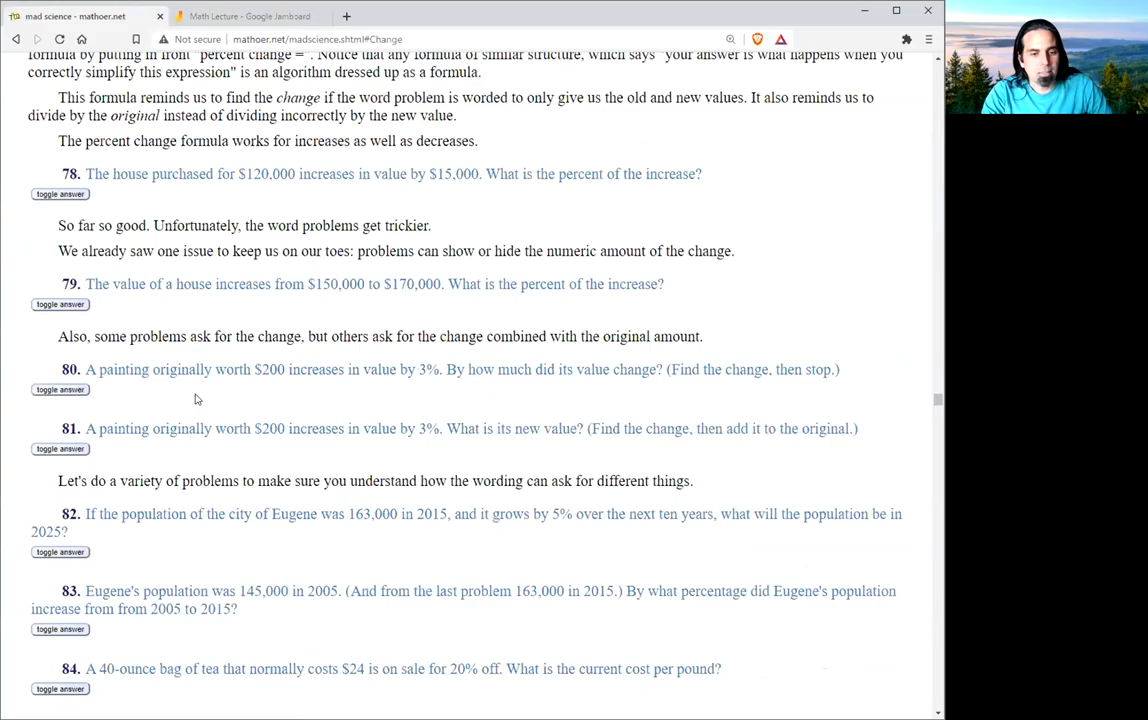 mad science - mathoer.net
Math Lecture - Google Jamboard
Not secure mathoer.net/madscience.shtml#Change
formula by putting in front "percent change = ". Notice that any formula of similar structure, which says "your answer is what happens when you
correctly simplify this expression" is an algorithm dressed up as a formula.
This formula reminds us to find the change if the word problem is worded to only give us the old and new values. It also reminds us to
divide by the original instead of dividing incorrectly by the new value.
The percent change formula works for increases as well as decreases.
78. The house purchased for $120,000 increases in value by $15,000. What is the percent of the increase?
toggle answer
So far so good. Unfortunately, the word problems get trickier.
We already saw one issue to keep us on our toes: problems can show or hide the numeric amount of the change.
79. The value of a house increases from $150,000 to $170,000. What is the percent of the increase?
toggle answer
Also, some problems ask for the change, but others ask for the change combined with the original amount.
80. A painting originally worth $200 increases in value by 3%. By how much did its value change? (Find the change, then stop.)
toggle answer
81. A painting originally worth $200 increases in value by 3%. What is its new value? (Find the change, then add it to the original.)
toggle answer
Let's do a variety of problems to make sure you understand how the wording can ask for different things.
82. If the population of the city of Eugene was 163,000 in 2015, and it grows by 5% over the next ten years, what will the population be in
2025?
toggle answer
83. Eugene's population was 145,000 in 2005. (And from the last problem 163,000 in 2015.) By what percentage did Eugene's population
increase from from 2005 to 2015?
toggle answer
84. A 40-ounce bag of tea that normally costs $24 is on sale for 20% off. What is the current cost per pound?
toggle answer